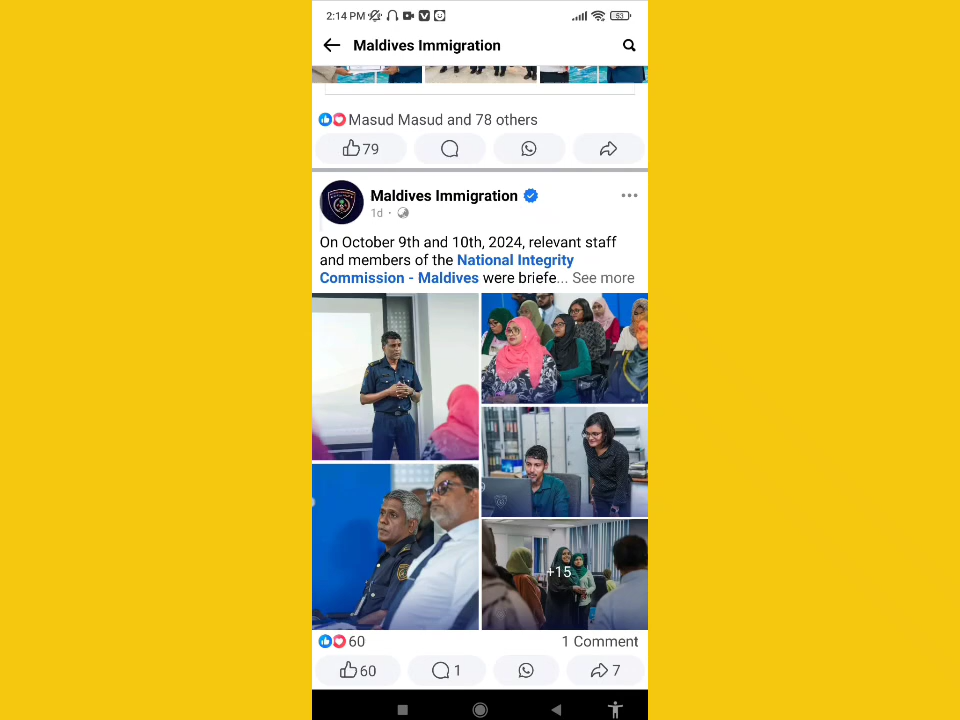 2:14 PM
53
Maldives Immigration
Masud Masud and 78 others
79
Maldives Immigration
1d ·
On October 9th and 10th, 2024, relevant staff
and members of the National Integrity
Commission - Maldives were briefe... See more
+15
60
1 Comment
60
1
7